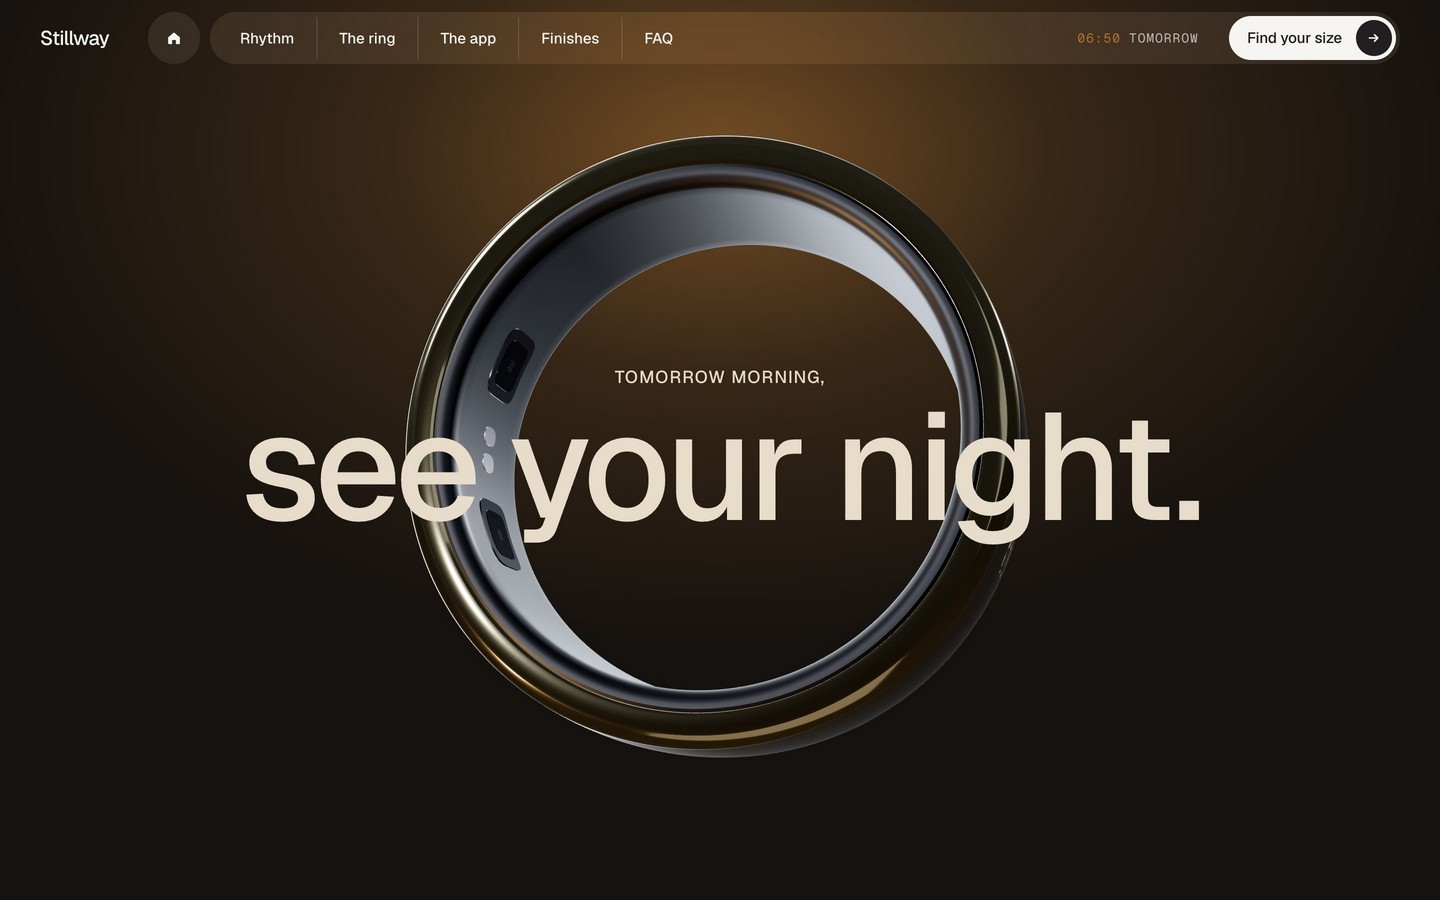 Stillway
Rhythm
The ring
The app
Finishes
FAQ
06:50 TOMORROW
Find your size
TOMORROW MORNING,
see your night.